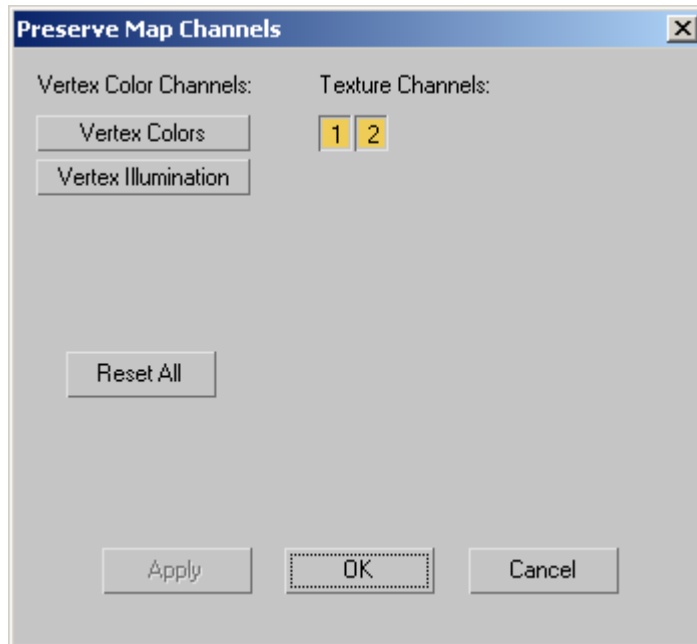 Preserve Map Channels
Vertex Color Channels: Texture Channels:
Vertex Colors 1 2
Vertex Illumination
Reset All
Apply OK Cancel